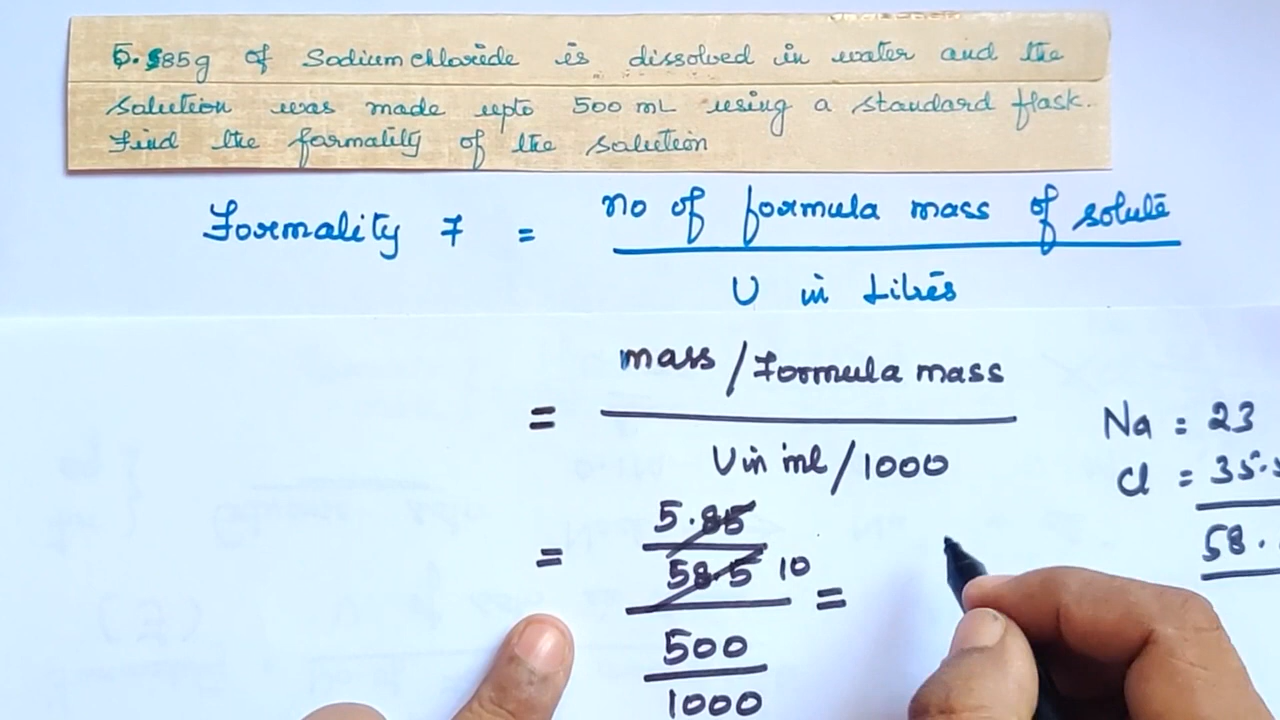 5.85g of Sodium chloride is dissolved in water and the
solution was made upto 500 mL using a standard flask.
Find the formality of the solution
Formality F = no of formula mass of solute
V in Litres
= mass / Formula mass
V in ml / 1000
Na = 23
Cl = 35.5
58.
= 5.85
58.5 10 =
500
1000